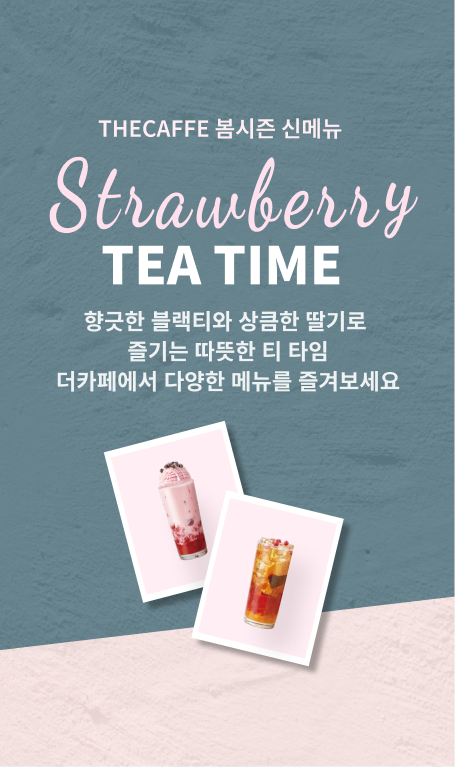 THECAFFE 봄시즌 신메뉴
Strawberry
TEA TIME
향긋한 블랙티와 상큼한 딸기로
즐기는 따뜻한 티 타임
더카페에서 다양한 메뉴를 즐겨보세요